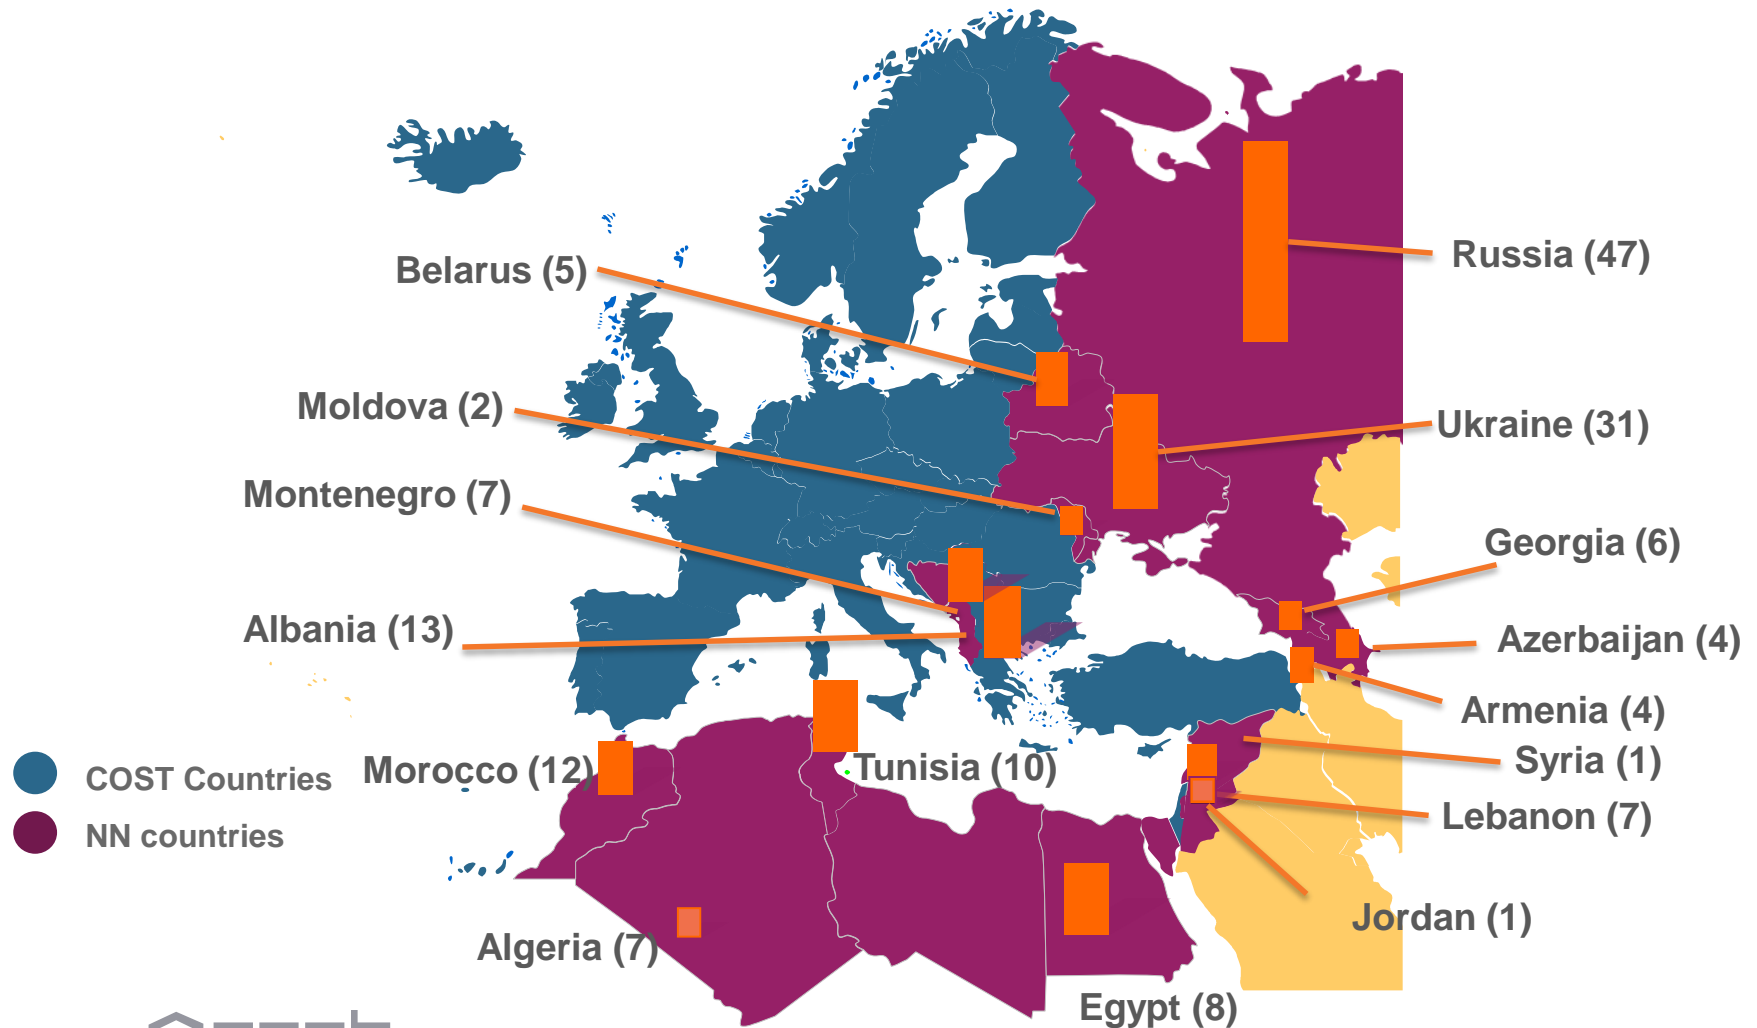 Belarus (5)
Russia (47)
Moldova (2)
Ukraine (31)
Montenegro (7)
Georgia (6)
Albania (13)
Azerbaijan (4)
Armenia (4)
Syria (1)
Morocco (12)
Tunisia (10)
COST Countries
Lebanon (7)
NN countries
Jordan (1)
Algeria (7)
Egypt (8)